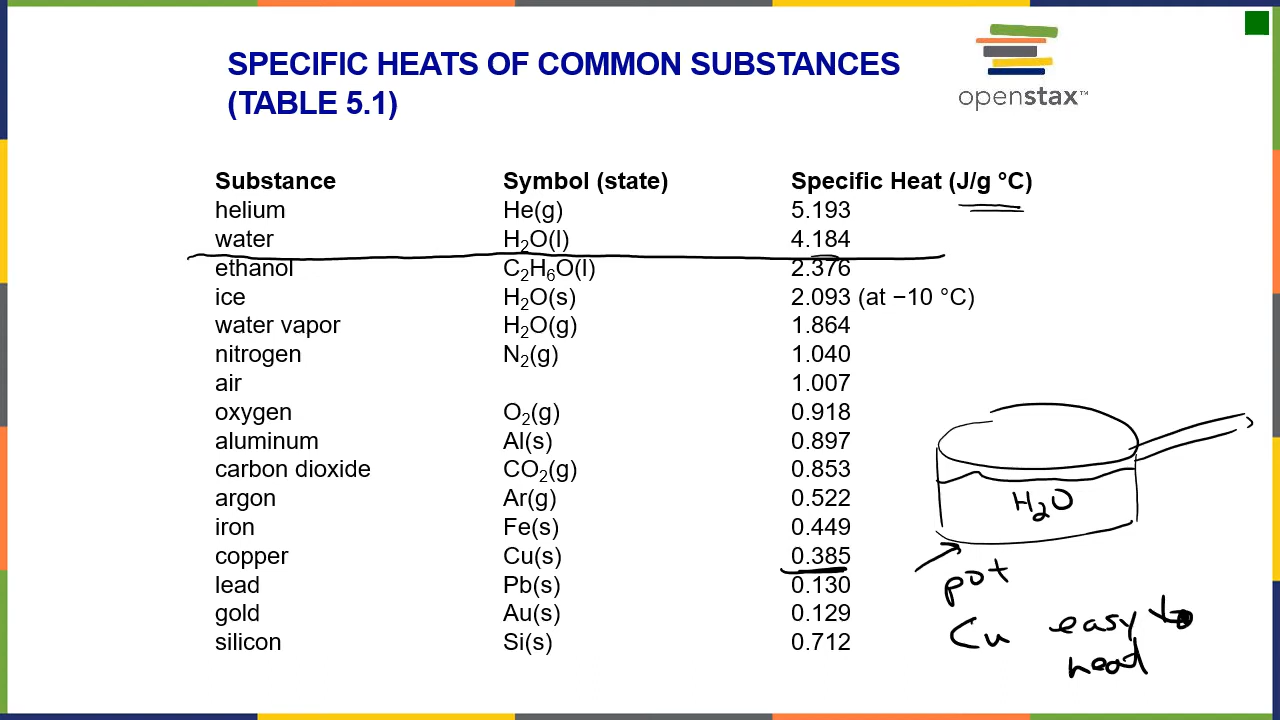 SPECIFIC HEATS OF COMMON SUBSTANCES
(TABLE 5.1)
openstax™
Substance Symbol (state) Specific Heat (J/g °C)
helium He(g) 5.193
water H₂O(l) 4.184
ethanol C₂H₆O(l) 2.376
ice H₂O(s) 2.093 (at −10 °C)
water vapor H₂O(g) 1.864
nitrogen N₂(g) 1.040
air 1.007
oxygen O₂(g) 0.918
aluminum Al(s) 0.897
carbon dioxide CO₂(g) 0.853
argon Ar(g) 0.522
iron Fe(s) 0.449
copper Cu(s) 0.385
lead Pb(s) 0.130
gold Au(s) 0.129
silicon Si(s) 0.712
H₂O
pot
Cu easy to
heat